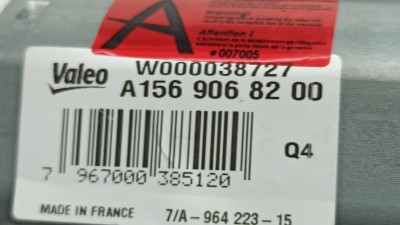 A
Attention !
# 007005
Valeo
W000038727
A156 906 82 00
Q4
7 967000 385120
MADE IN FRANCE
7/A-964 223-15